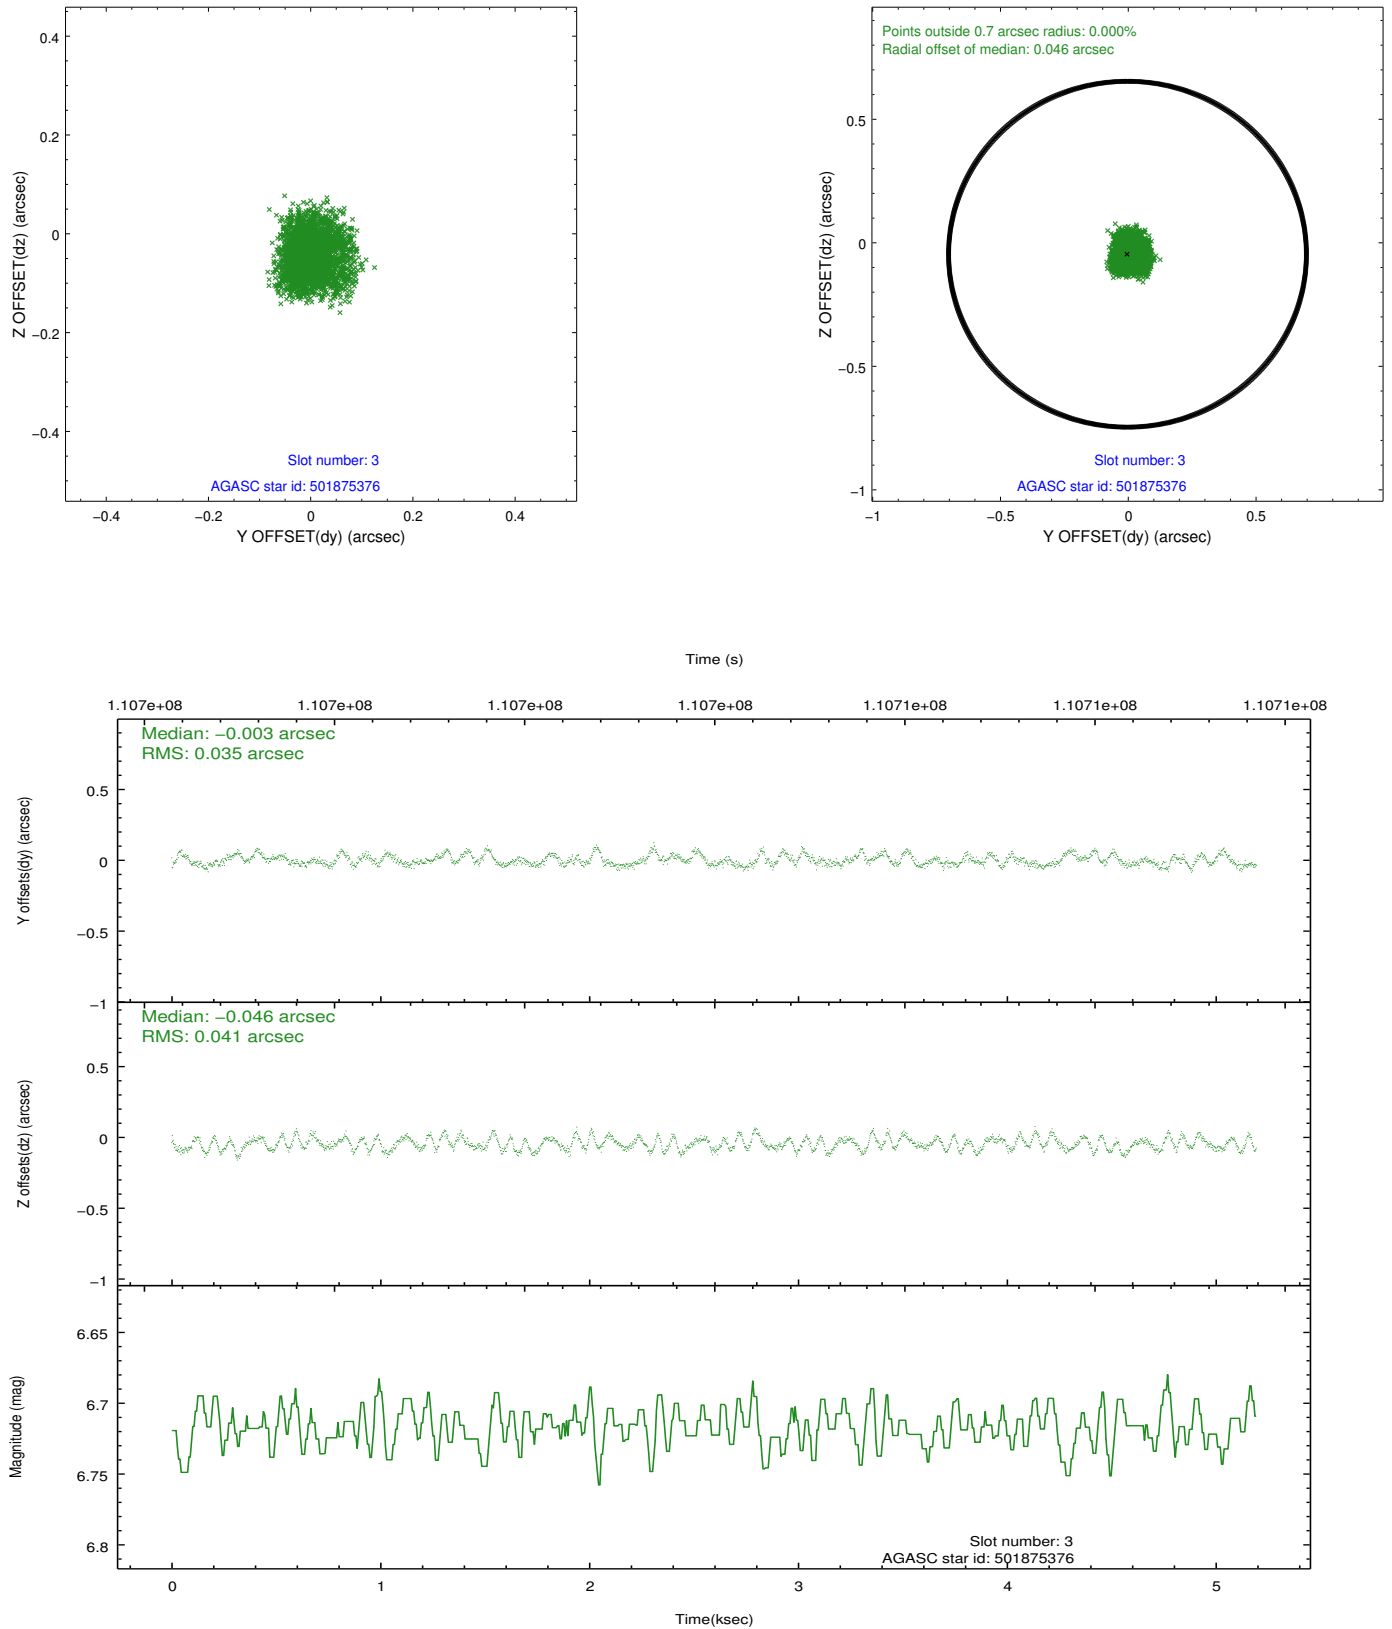 0.4
0.2
0
−0.2
−0.4
Z OFFSET(dz) (arcsec)
Slot number: 3
AGASC star id: 501875376
−0.4 −0.2 0 0.2 0.4
Y OFFSET(dy) (arcsec)
Points outside 0.7 arcsec radius: 0.000%
Radial offset of median: 0.046 arcsec
0.5
0
−0.5
−1
Z OFFSET(dz) (arcsec)
Slot number: 3
AGASC star id: 501875376
−1 −0.5 0 0.5
Y OFFSET(dy) (arcsec)
Time (s)
1.107e+08 1.107e+08 1.107e+08 1.107e+08 1.1071e+08 1.1071e+08 1.1071e+08
Median: −0.003 arcsec
RMS: 0.035 arcsec
0.5
0
−0.5
−1
Y offsets(dy) (arcsec)
Median: −0.046 arcsec
RMS: 0.041 arcsec
0.5
0
−0.5
−1
Z offsets(dz) (arcsec)
6.65
6.7
6.75
6.8
Magnitude (mag)
Slot number: 3
AGASC star id: 501875376
0 1 2 3 4 5
Time(ksec)